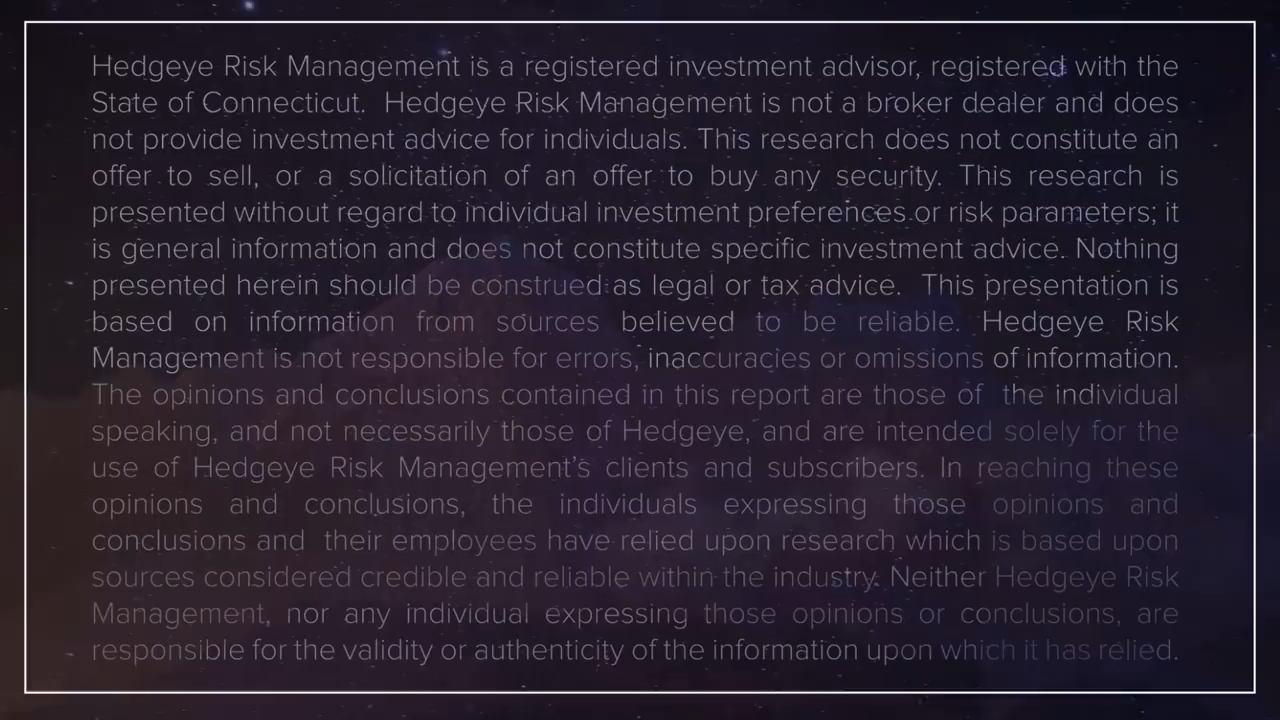 Hedgeye Risk Management is a registered investment advisor, registered with the
State of Connecticut.  Hedgeye Risk Management is not a broker dealer and does
not provide investment advice for individuals. This research does not constitute an
offer to sell, or a solicitation of an offer to buy any security. This research is
presented without regard to individual investment preferences or risk parameters; it
is general information and does not constitute specific investment advice. Nothing
presented herein should be construed as legal or tax advice.  This presentation is
based on information from sources believed to be reliable. Hedgeye Risk
Management is not responsible for errors, inaccuracies or omissions of information.
The opinions and conclusions contained in this report are those of  the individual
speaking, and not necessarily those of Hedgeye, and are intended solely for the
use of Hedgeye Risk Management’s clients and subscribers. In reaching these
opinions and conclusions, the individuals expressing those opinions and
conclusions and  their employees have relied upon research which is based upon
sources considered credible and reliable within the industry. Neither Hedgeye Risk
Management, nor any individual expressing those opinions or conclusions, are
responsible for the validity or authenticity of the information upon which it has relied.